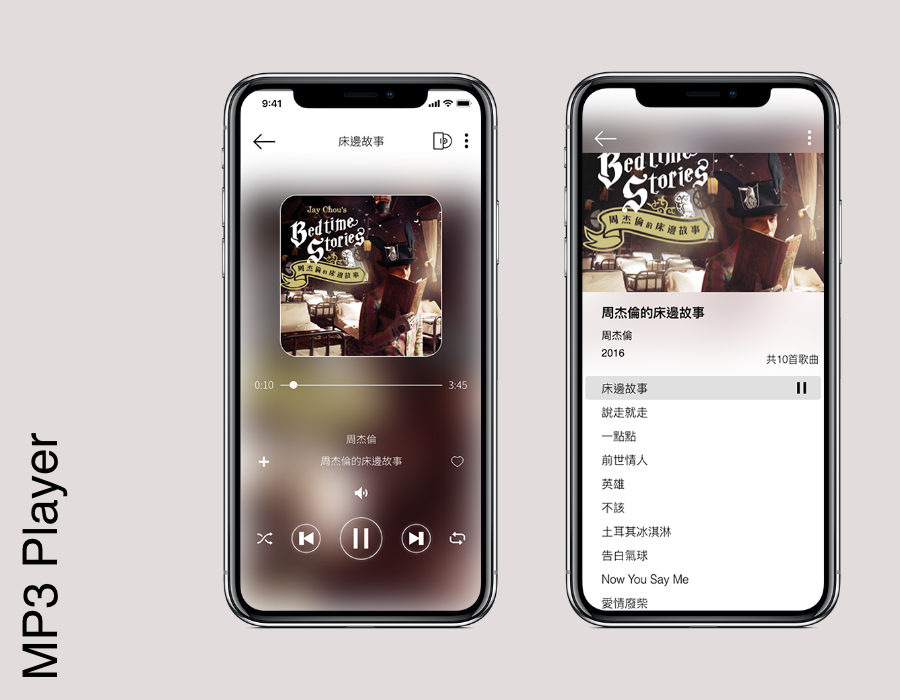 MP3 Player
9:41
床邊故事
Jay Chou's
Bedtime
Stories
周杰倫的床邊故事
0:10
3:45
周杰倫
周杰倫的床邊故事
Bedtime
Stories
周杰倫的床邊故事
周杰倫的床邊故事
周杰倫
2016
共10首歌曲
床邊故事
說走就走
一點點
前世情人
英雄
不該
土耳其冰淇淋
告白氣球
Now You Say Me
愛情廢柴